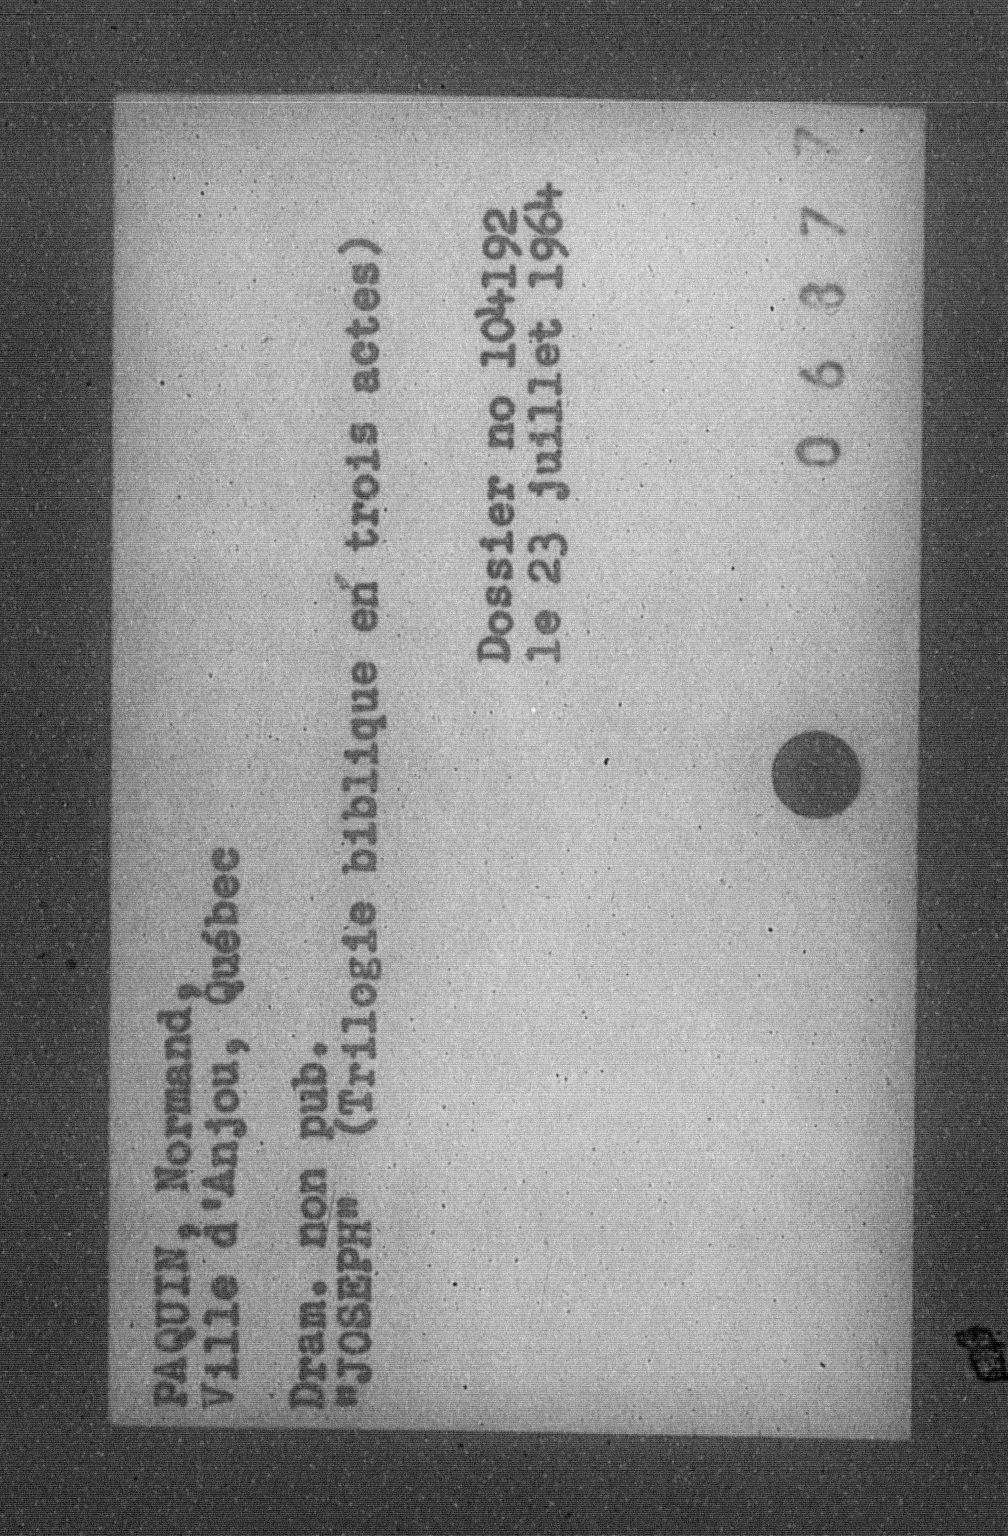 PAQUIN, Normand,
Ville d'Anjou, Québec
Dram. non pub.
"JOSEPH" (Trilogie biblique en trois actes)
Dossier no 104192
le 23 juillet 1964
0 6 8 7 7